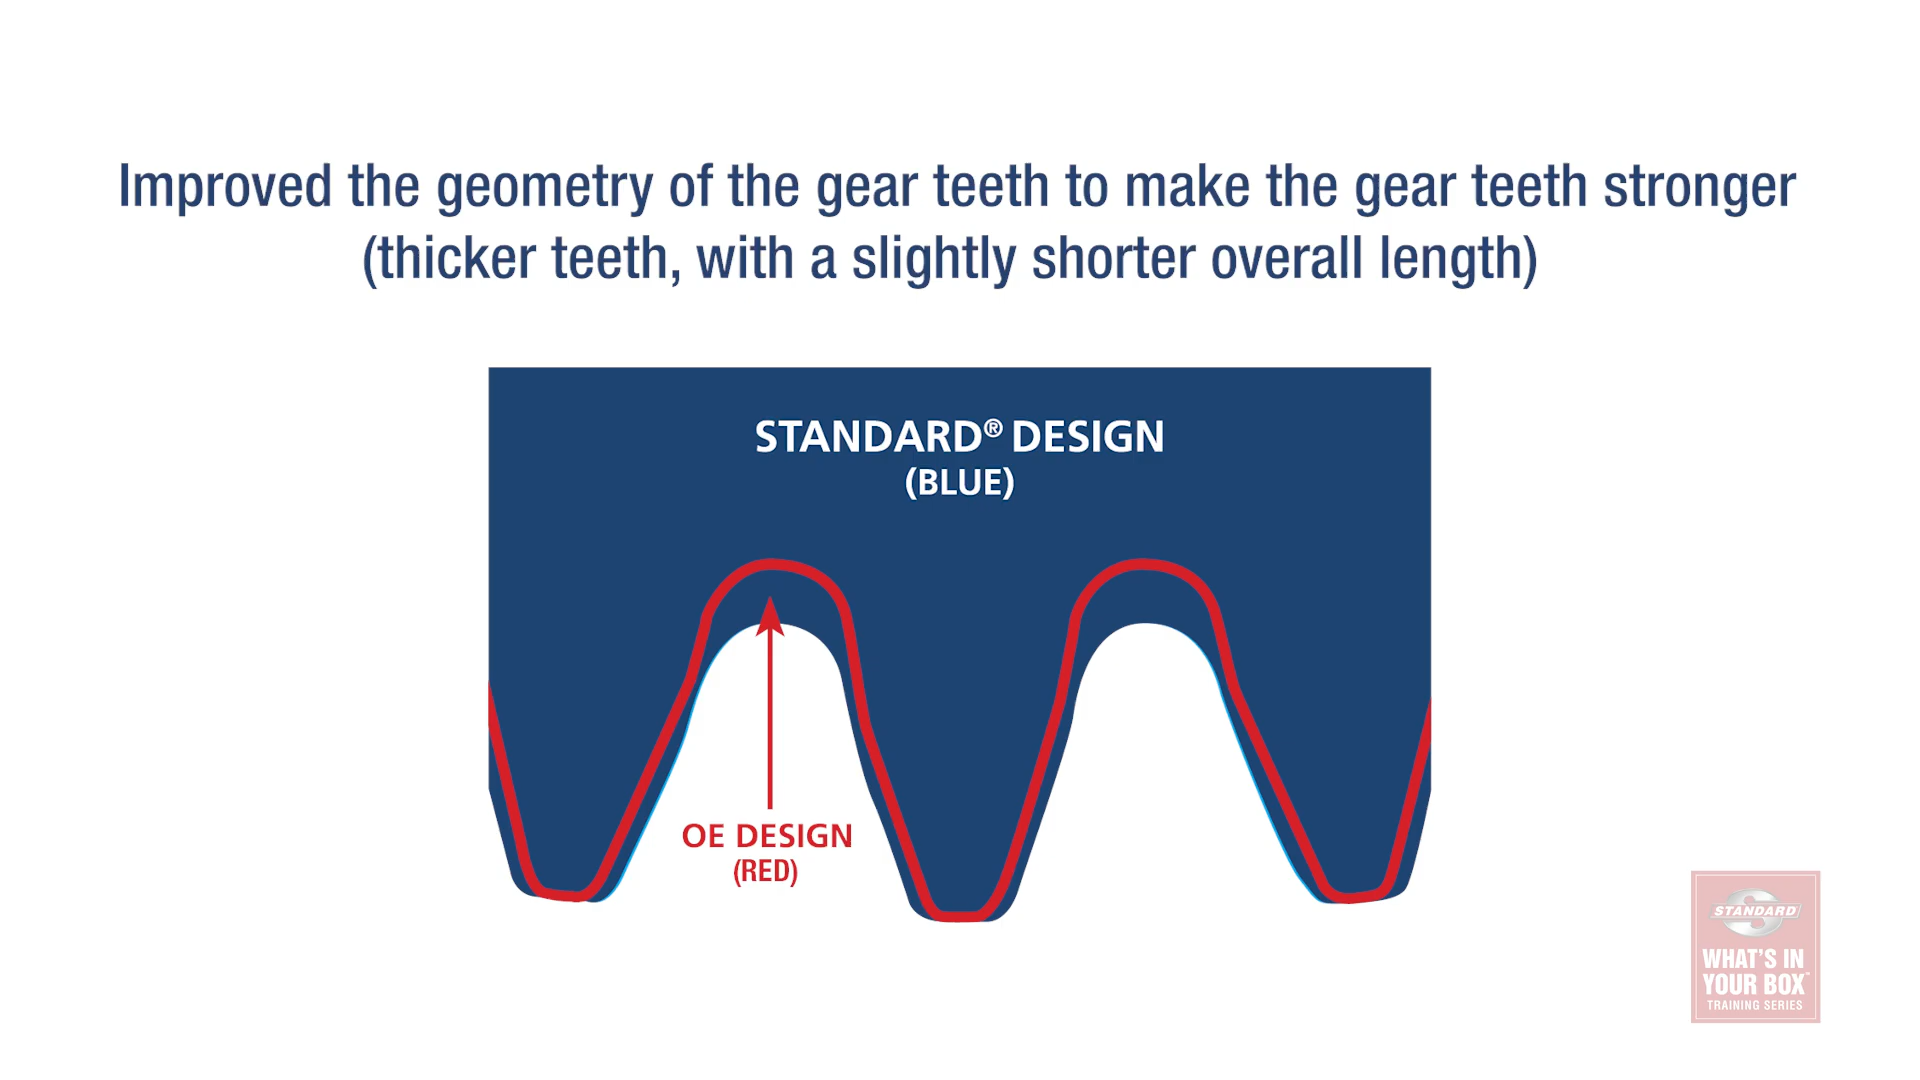 Improved the geometry of the gear teeth to make the gear teeth stronger
(thicker teeth, with a slightly shorter overall length)
STANDARD® DESIGN
(BLUE)
OE DESIGN
(RED)
STANDARD
WHAT'S IN
YOUR BOX™
TRAINING SERIES